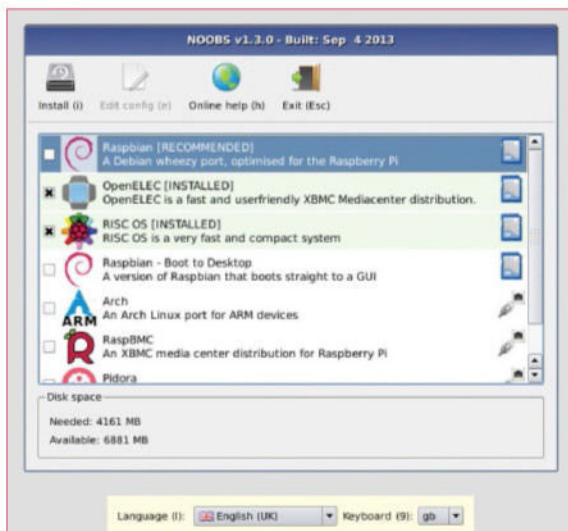 NOOBS v1.3.0 - Built: Sep 4 2013
Install (i) Edit config (e) Online help (h) Exit (Esc)
Raspbian [RECOMMENDED]
A Debian wheezy port, optimised for the Raspberry Pi
OpenELEC [INSTALLED]
OpenELEC is a fast and userfriendly XBMC Mediacenter distribution.
RISC OS [INSTALLED]
RISC OS is a very fast and compact system
Raspbian - Boot to Desktop
A version of Raspbian that boots straight to a GUI
ARM
Arch
An Arch Linux port for ARM devices
RaspBMC
An XBMC media center distribution for Raspberry Pi
Pidora
Disk space
Needed: 4161 MB
Available: 6881 MB
Language (l): English (UK) Keyboard (9): gb